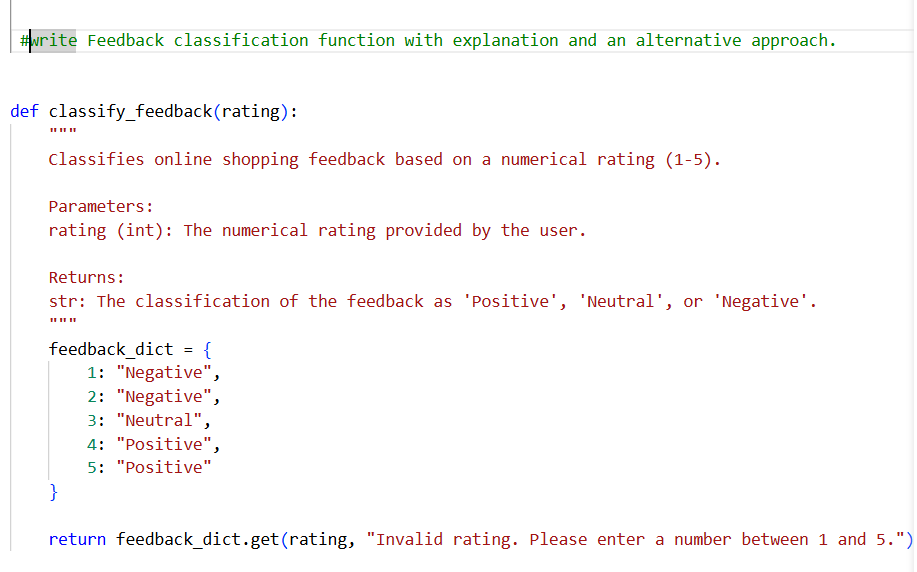 #write Feedback classification function with explanation and an alternative approach.
def classify_feedback(rating):
    """
    Classifies online shopping feedback based on a numerical rating (1-5).
    Parameters:
    rating (int): The numerical rating provided by the user.
    Returns:
    str: The classification of the feedback as 'Positive', 'Neutral', or 'Negative'.
    """
    feedback_dict = {
        1: "Negative",
        2: "Negative",
        3: "Neutral",
        4: "Positive",
        5: "Positive"
    }
    return feedback_dict.get(rating, "Invalid rating. Please enter a number between 1 and 5.")